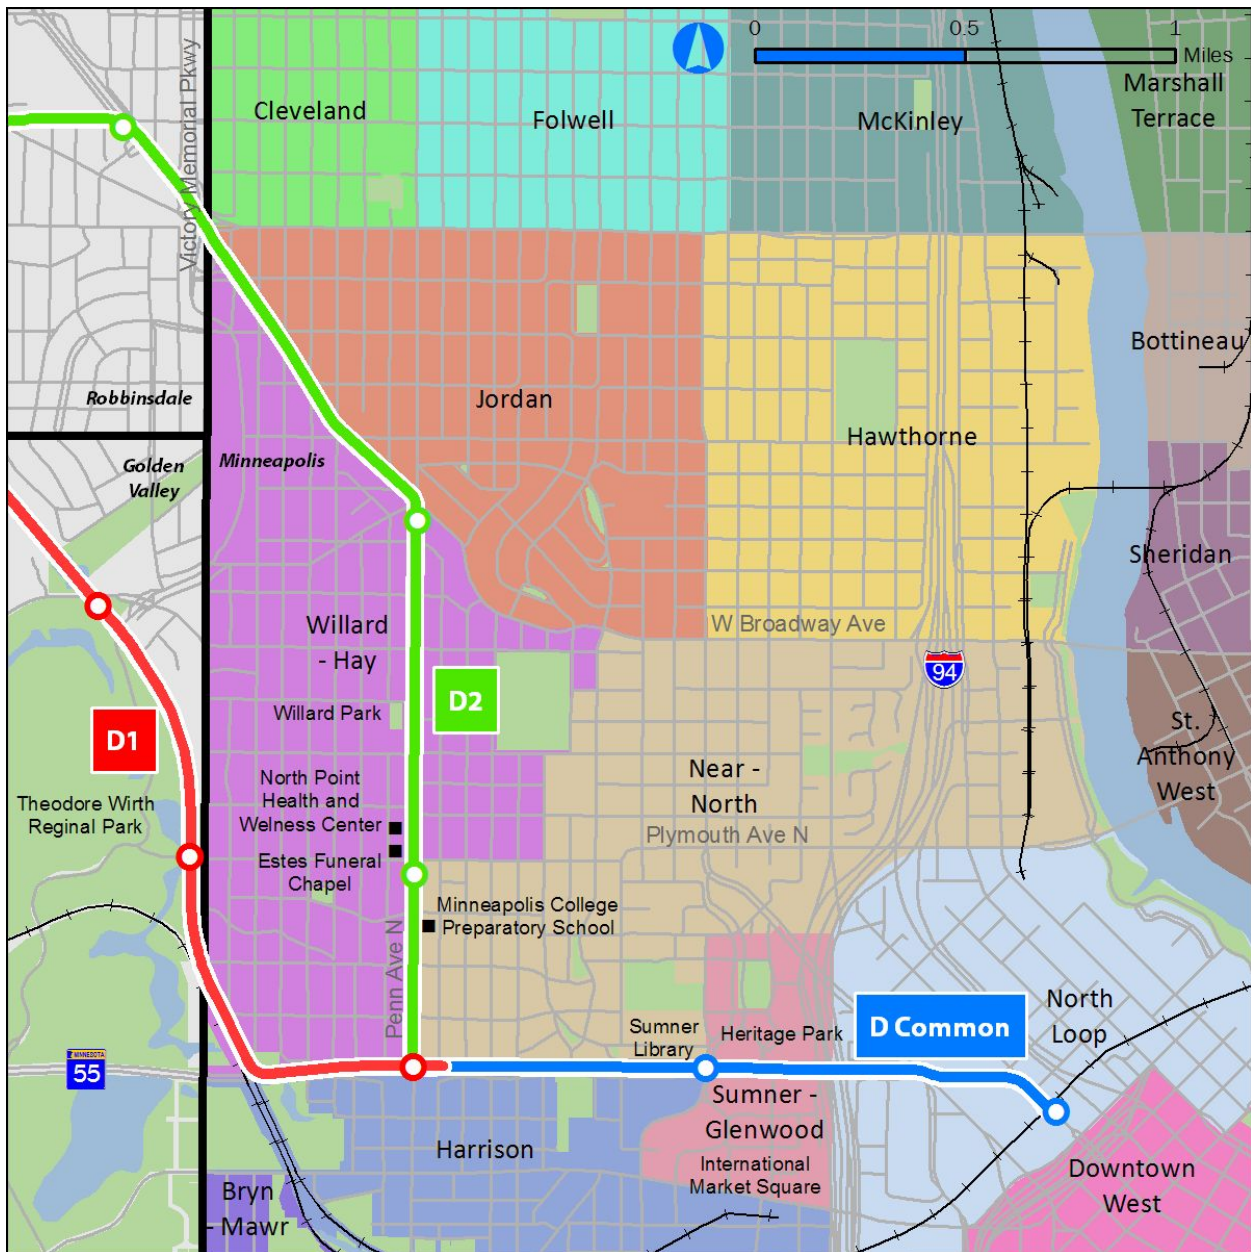 0 0.5 1
Miles
Victory Memorial Pkwy
Cleveland
Folwell
McKinley
Marshall
Terrace
Bottineau
Robbinsdale
Jordan
Hawthorne
Golden
Valley
Minneapolis
Sheridan
Willard
- Hay
W Broadway Ave
94
D2
Willard Park
D1
St.
Anthony
West
North Point
Health and
Welness Center
Near -
North
Theodore Wirth
Reginal Park
Plymouth Ave N
Estes Funeral
Chapel
Minneapolis College
Preparatory School
Penn Ave N
North
Loop
D Common
Sumner
Library
Heritage Park
MINNESOTA
55
Sumner -
Glenwood
Harrison
International
Market Square
Downtown
West
Bryn
- Mawr